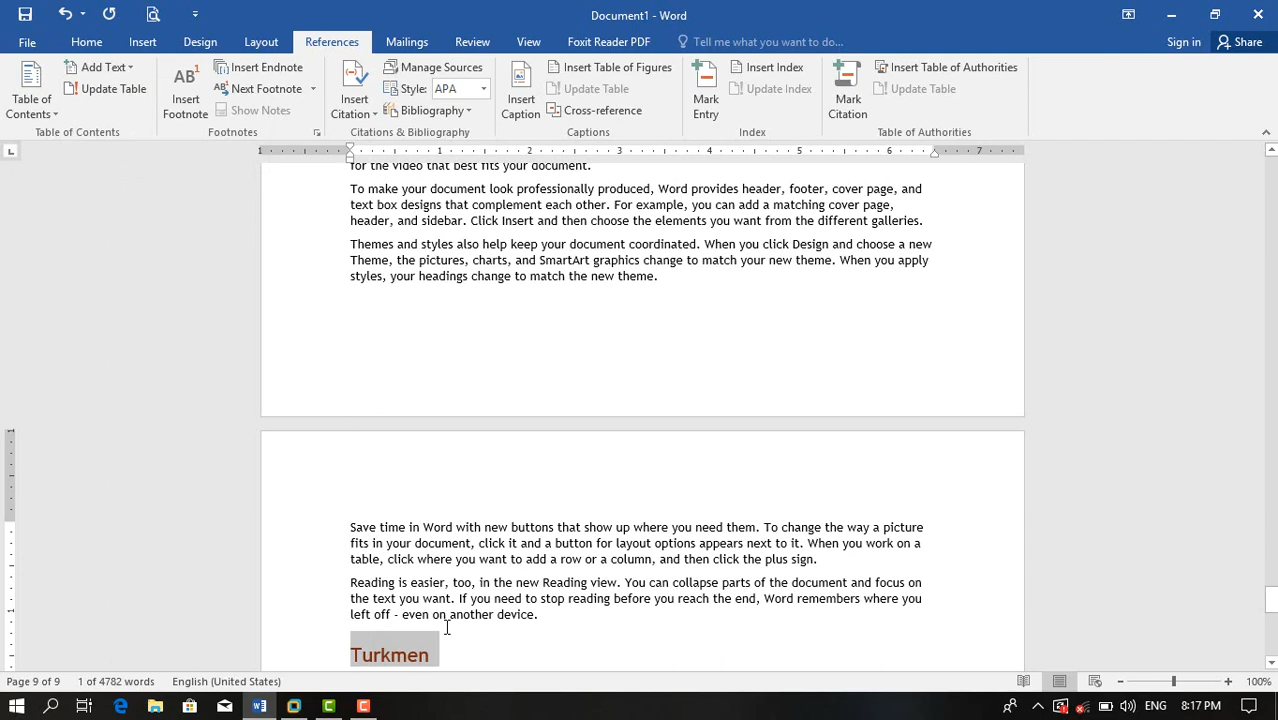 Document1 - Word
File Home Insert Design Layout References Mailings Review View Foxit Reader PDF Tell me what you want to do... Sign in Share
Table of Contents
Add Text
Update Table
Table of Contents
AB1
Insert Footnote
Insert Endnote
Next Footnote
Show Notes
Footnotes
Insert Citation
Manage Sources
Style: APA
Bibliography
Citations & Bibliography
Insert Caption
Insert Table of Figures
Update Table
Cross-reference
Captions
Mark Entry
Insert Index
Update Index
Index
Mark Citation
Insert Table of Authorities
Update Table
Table of Authorities
1 1 2 3 4 5 6 7
for the video that best fits your document.
To make your document look professionally produced, Word provides header, footer, cover page, and
text box designs that complement each other. For example, you can add a matching cover page,
header, and sidebar. Click Insert and then choose the elements you want from the different galleries.
Themes and styles also help keep your document coordinated. When you click Design and choose a new
Theme, the pictures, charts, and SmartArt graphics change to match your new theme. When you apply
styles, your headings change to match the new theme.
Save time in Word with new buttons that show up where you need them. To change the way a picture
fits in your document, click it and a button for layout options appears next to it. When you work on a
table, click where you want to add a row or a column, and then click the plus sign.
Reading is easier, too, in the new Reading view. You can collapse parts of the document and focus on
the text you want. If you need to stop reading before you reach the end, Word remembers where you
left off - even on another device.
Turkmen
Page 9 of 9 1 of 4782 words English (United States) 100%
ENG 8:17 PM